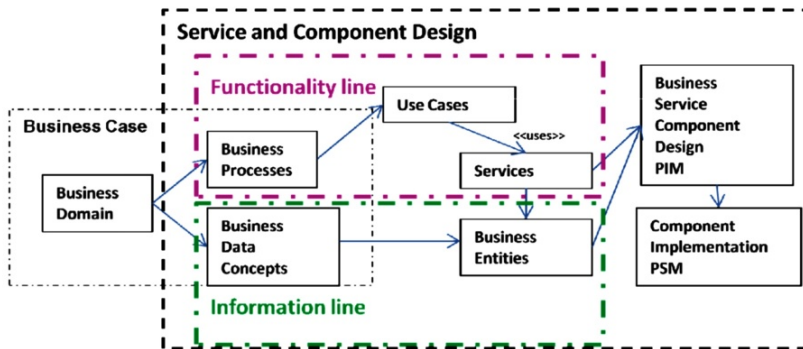 Service and Component Design
Functionality line
Business Case
Business
Domain
Business
Processes
Business
Data
Concepts
Use Cases
<<uses>>
Services
Business
Entities
Information line
Business
Service
Component
Design
PIM
Component
Implementation
PSM